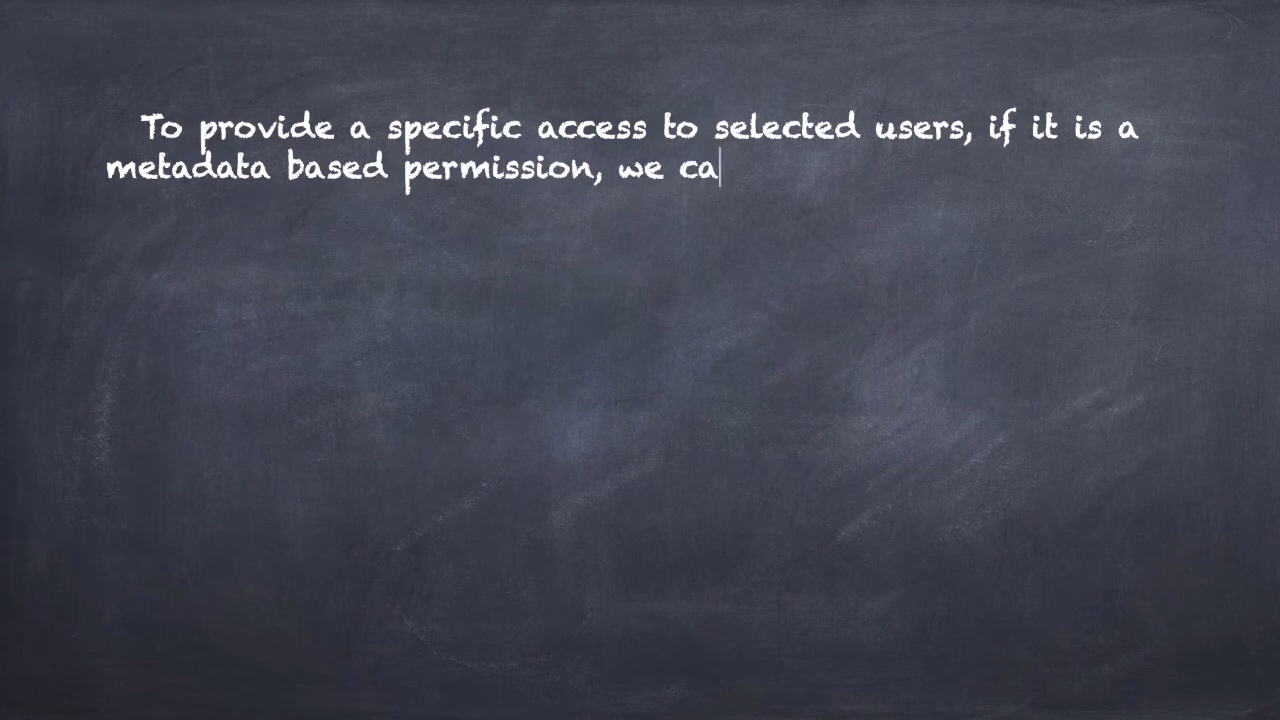 To provide a specific access to selected users, if it is a
metadata based permission, we ca